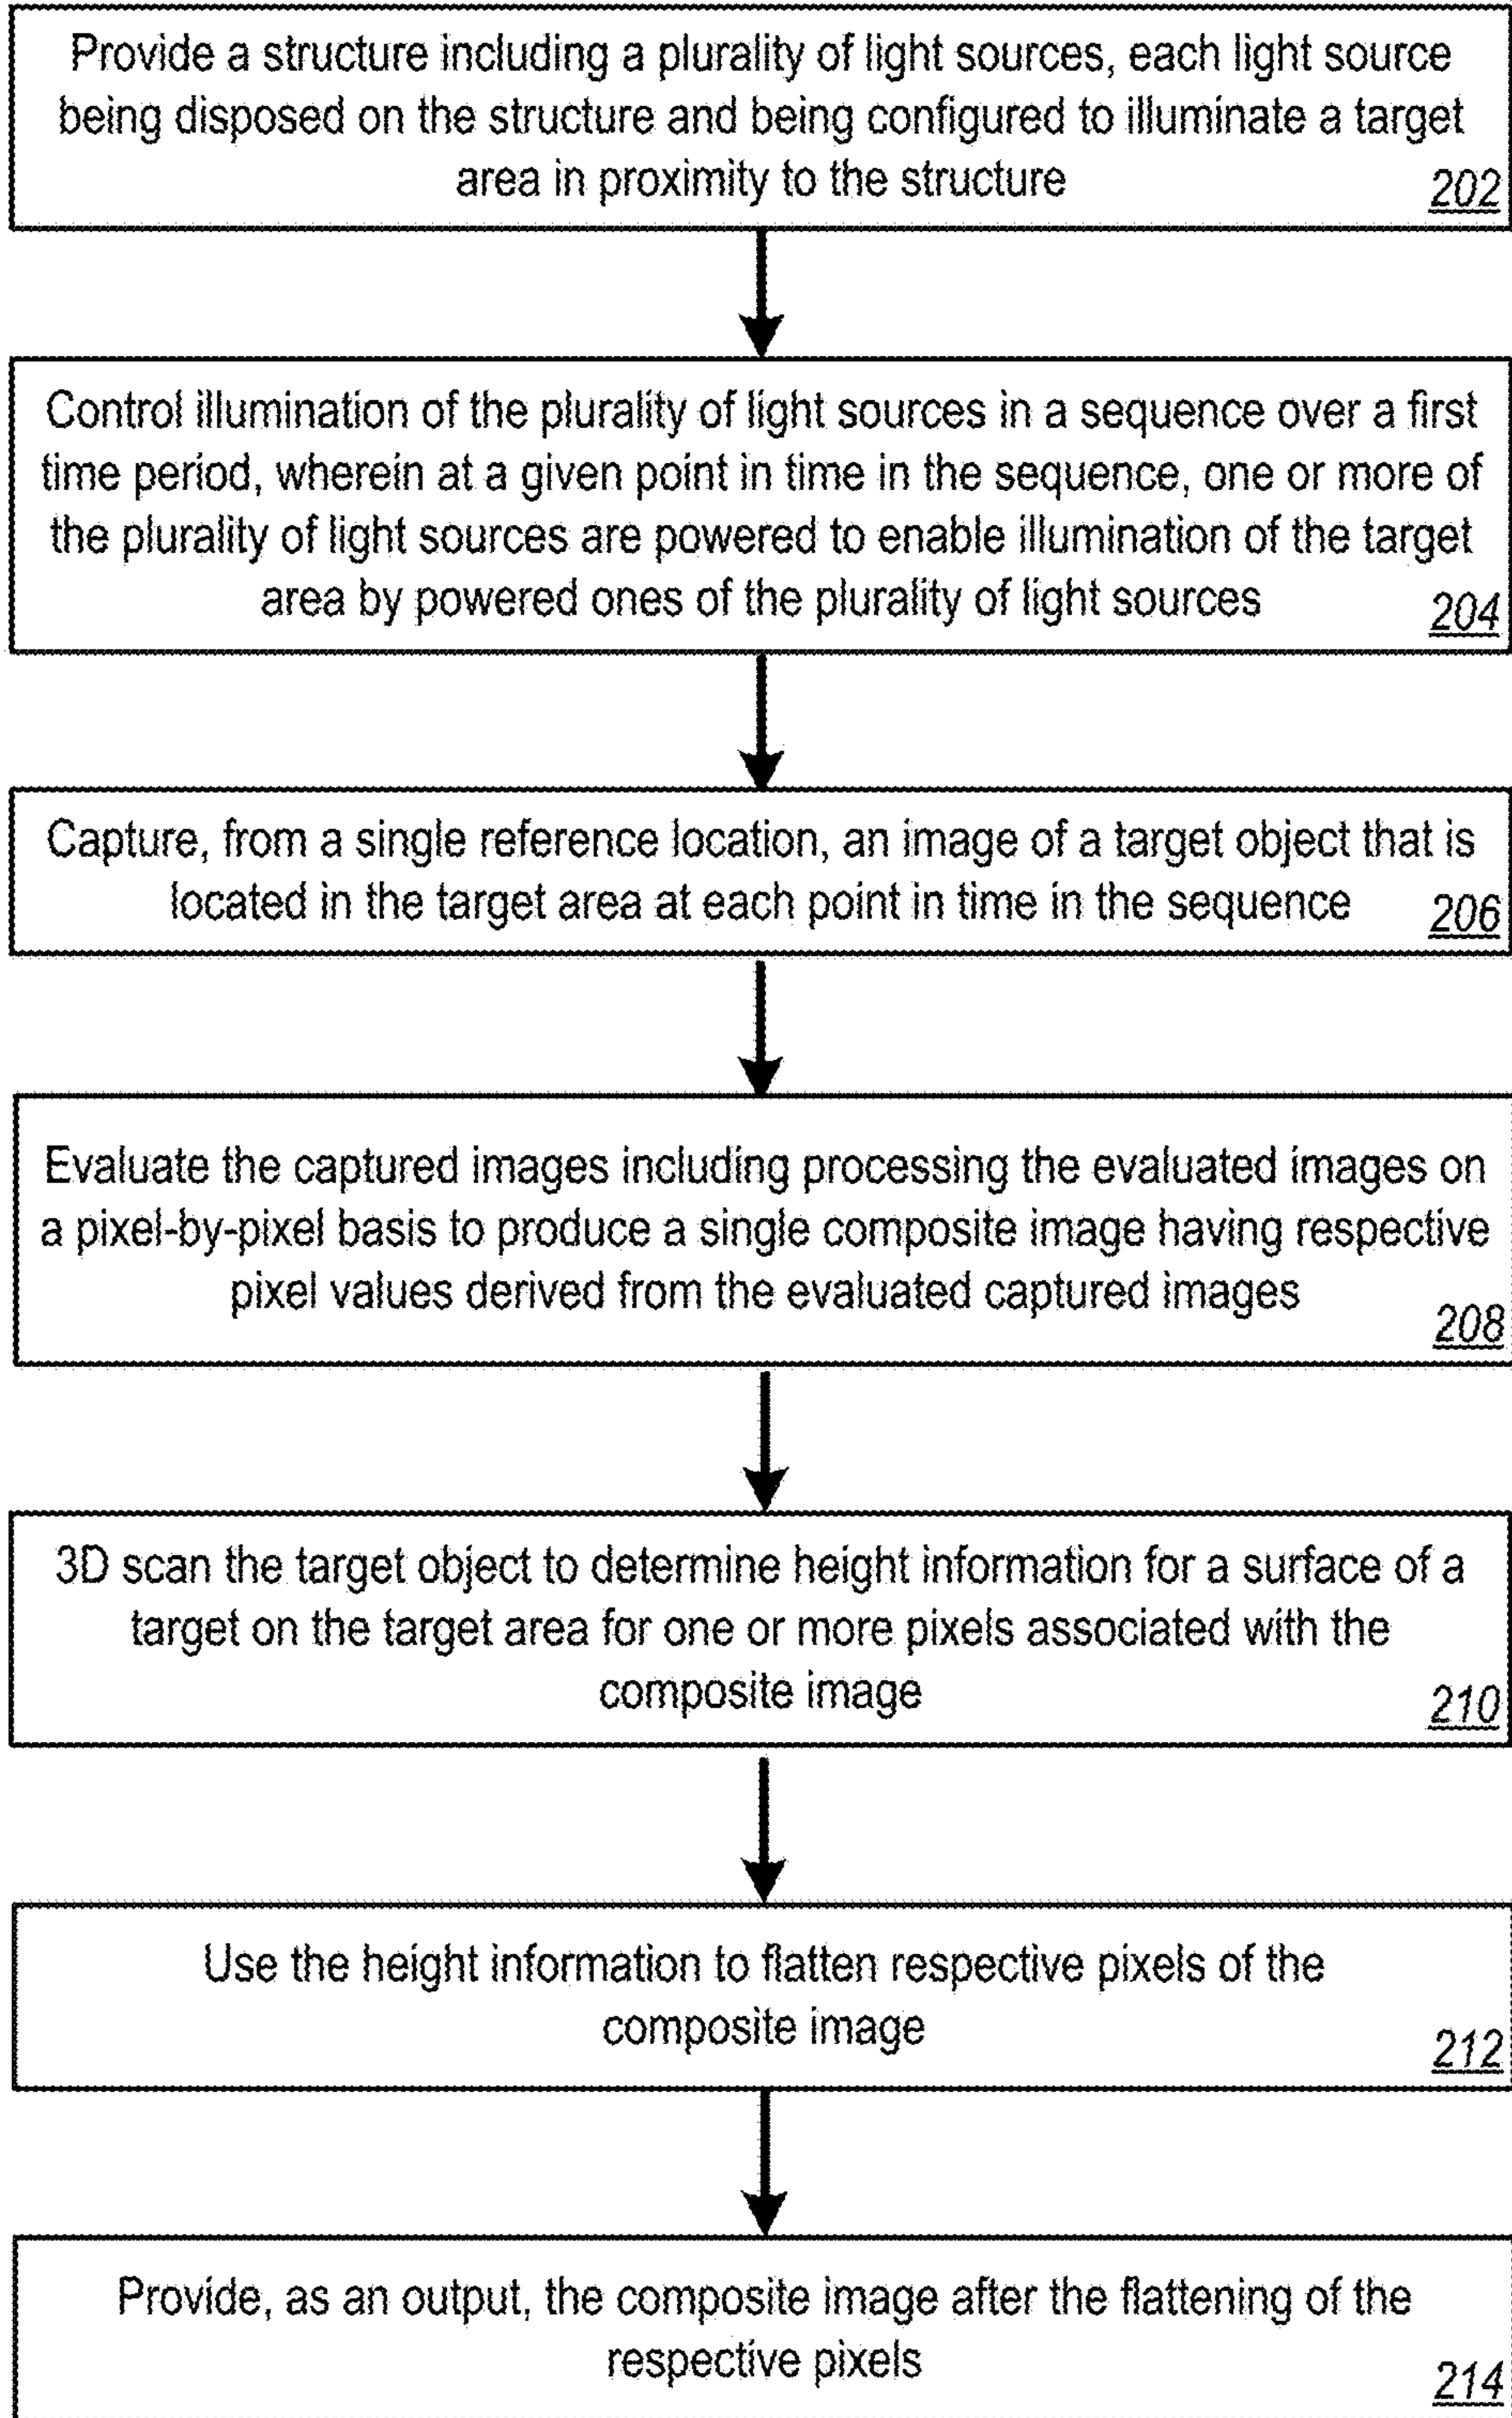 Provide a structure including a plurality of light sources, each light source
being disposed on the structure and being configured to illuminate a target
area in proximity to the structure
202
Control illumination of the plurality of light sources in a sequence over a first
time period, wherein at a given point in time in the sequence, one or more of
the plurality of light sources are powered to enable illumination of the target
area by powered ones of the plurality of light sources
204
Capture, from a single reference location, an image of a target object that is
located in the target area at each point in time in the sequence
206
Evaluate the captured images including processing the evaluated images on
a pixel-by-pixel basis to produce a single composite image having respective
pixel values derived from the evaluated captured images
208
3D scan the target object to determine height information for a surface of a
target on the target area for one or more pixels associated with the
composite image
210
Use the height information to flatten respective pixels of the
composite image
212
Provide, as an output, the composite image after the flattening of the
respective pixels
214